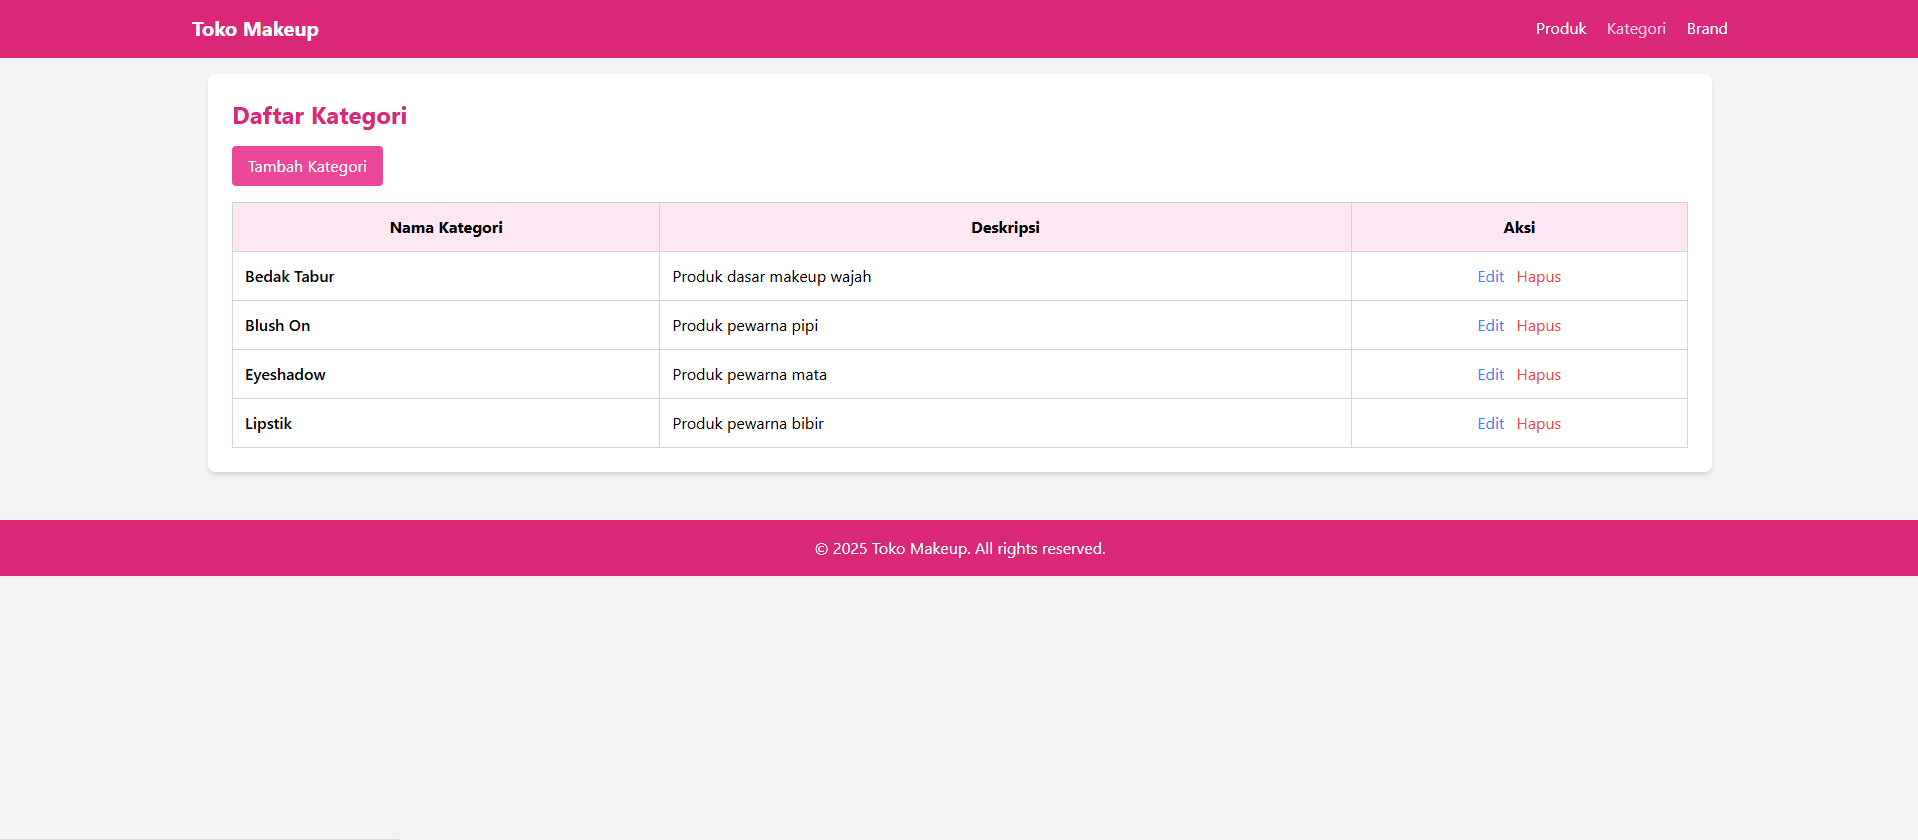 Toko Makeup
Produk Kategori Brand
Daftar Kategori
Tambah Kategori
Nama Kategori Deskripsi Aksi
Bedak Tabur Produk dasar makeup wajah Edit Hapus
Blush On Produk pewarna pipi Edit Hapus
Eyeshadow Produk pewarna mata Edit Hapus
Lipstik Produk pewarna bibir Edit Hapus
© 2025 Toko Makeup. All rights reserved.